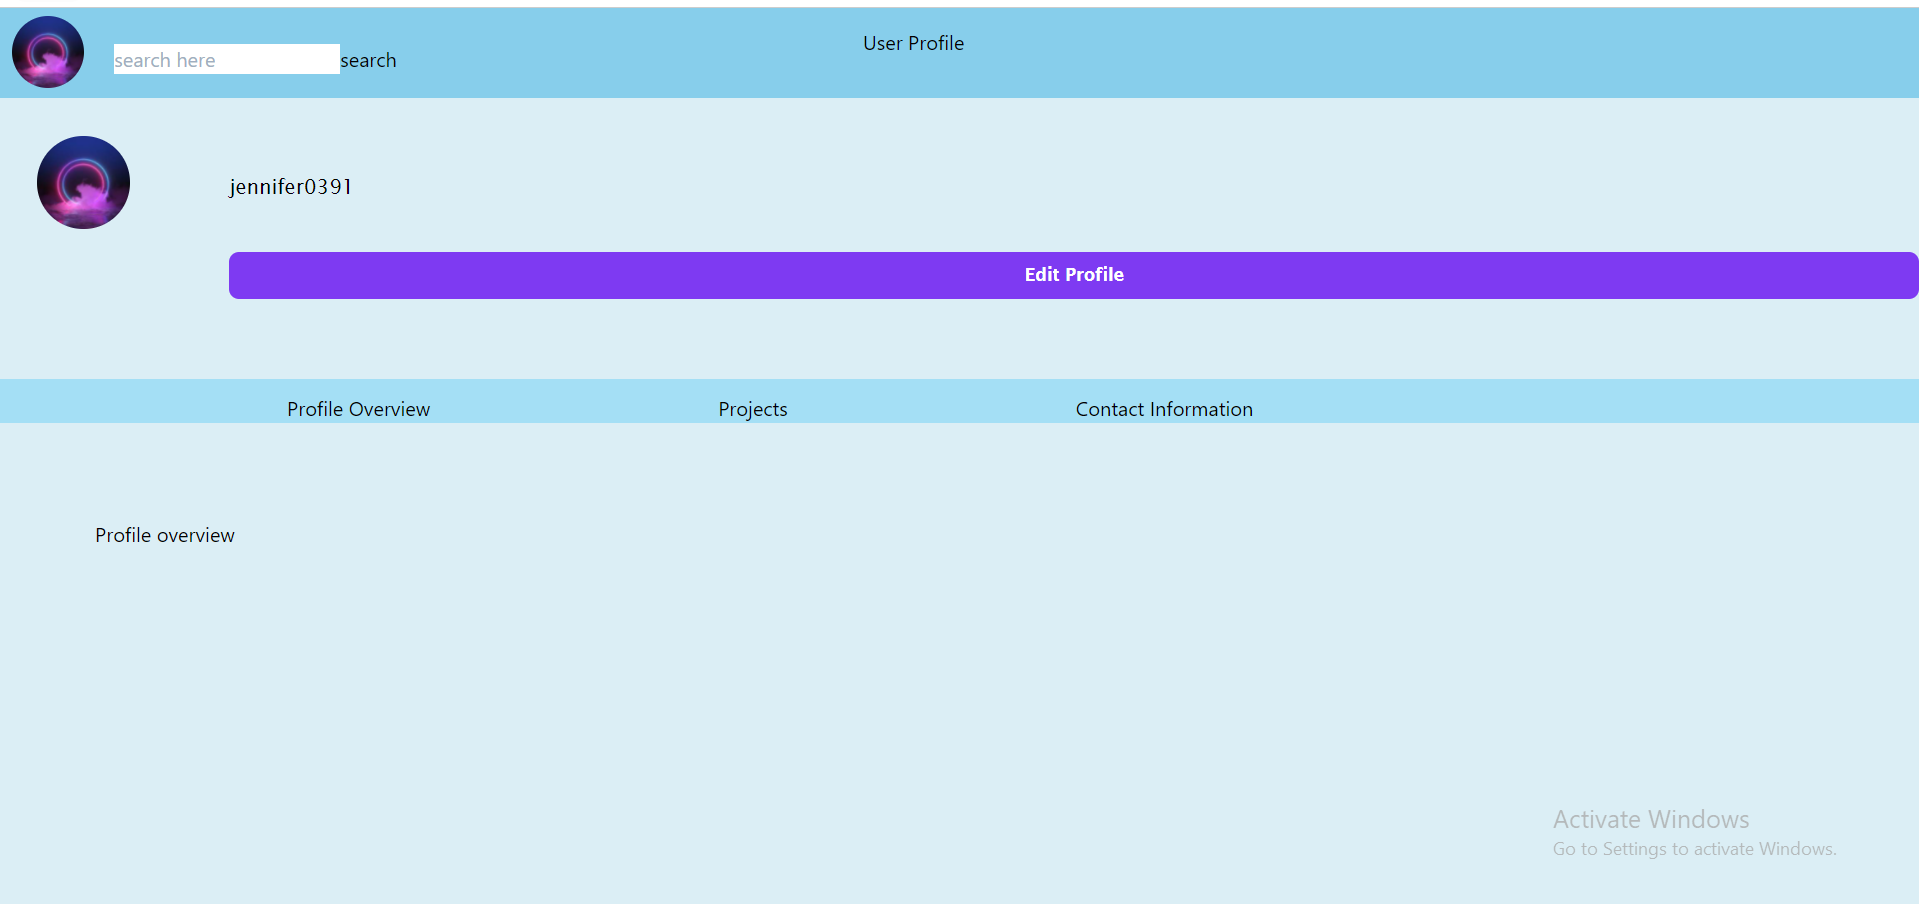 User Profile
search here search
jennifer0391
Edit Profile
Profile Overview Projects Contact Information
Profile overview
Activate Windows
Go to Settings to activate Windows.